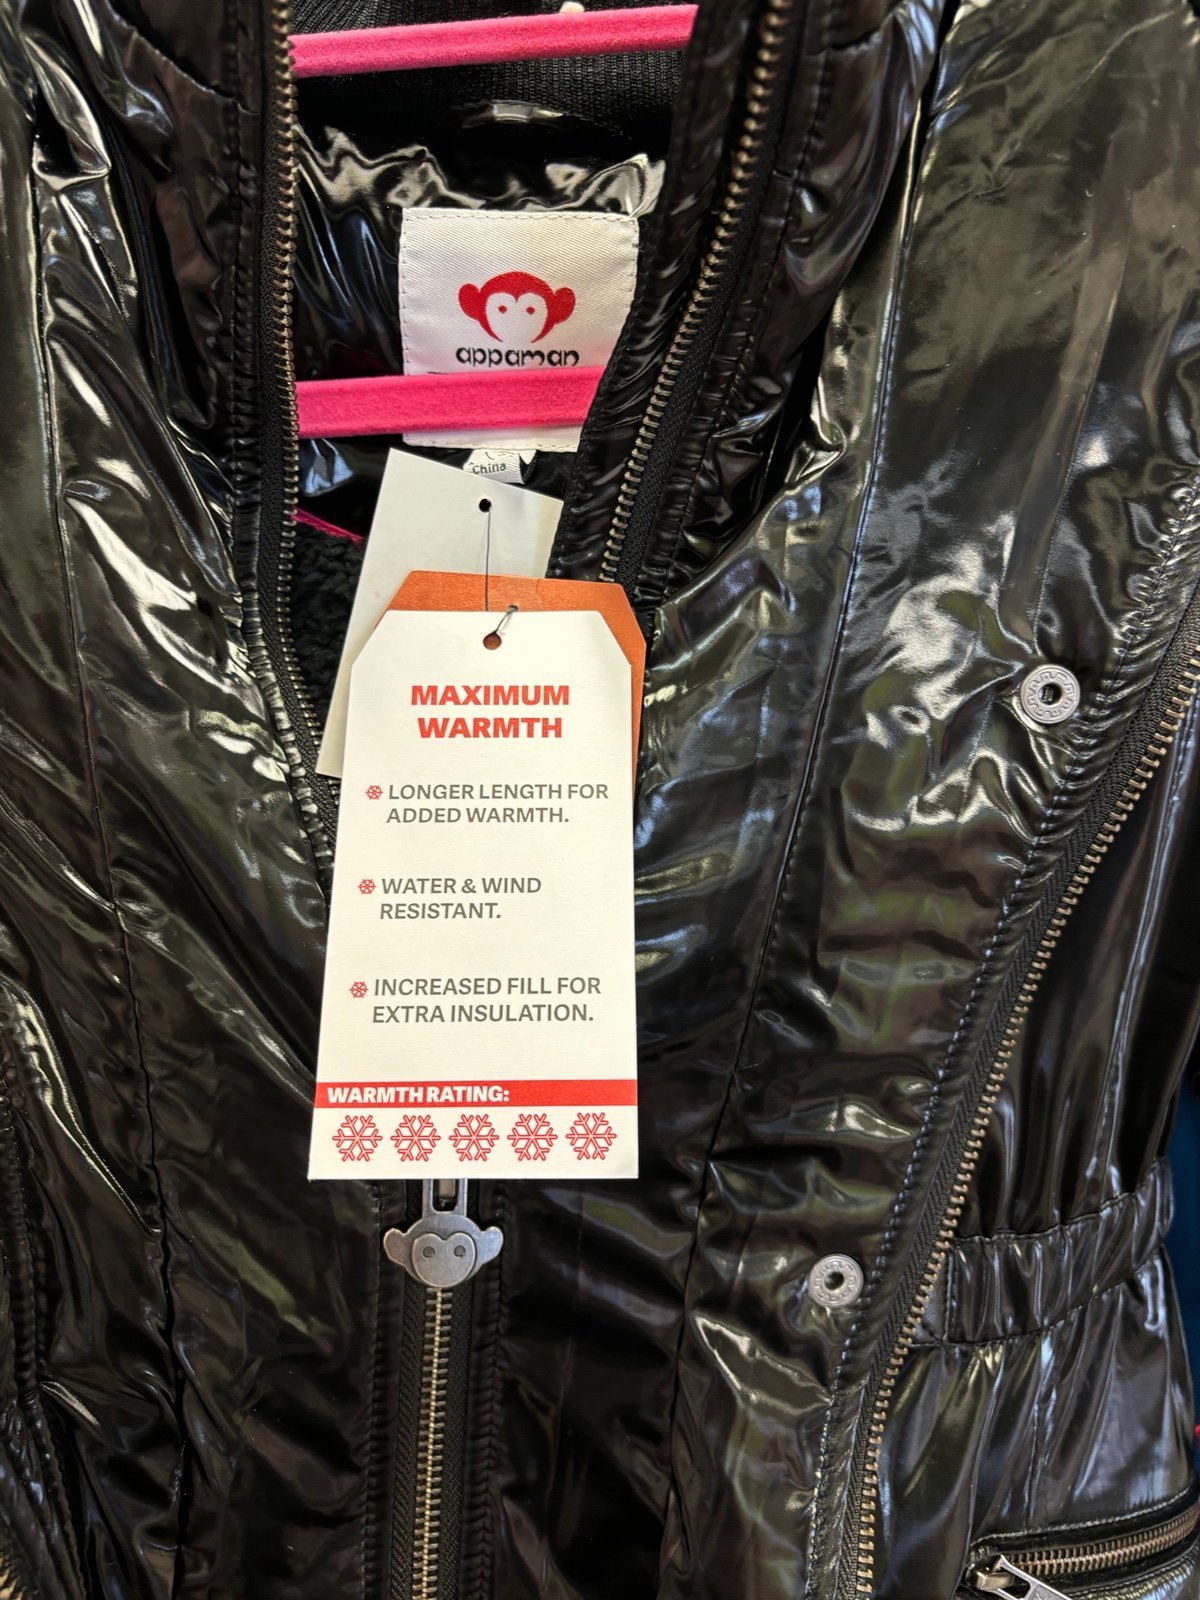 appaman
China
MAXIMUM
WARMTH
LONGER LENGTH FOR
ADDED WARMTH.
WATER & WIND
RESISTANT.
INCREASED FILL FOR
EXTRA INSULATION.
WARMTH RATING: